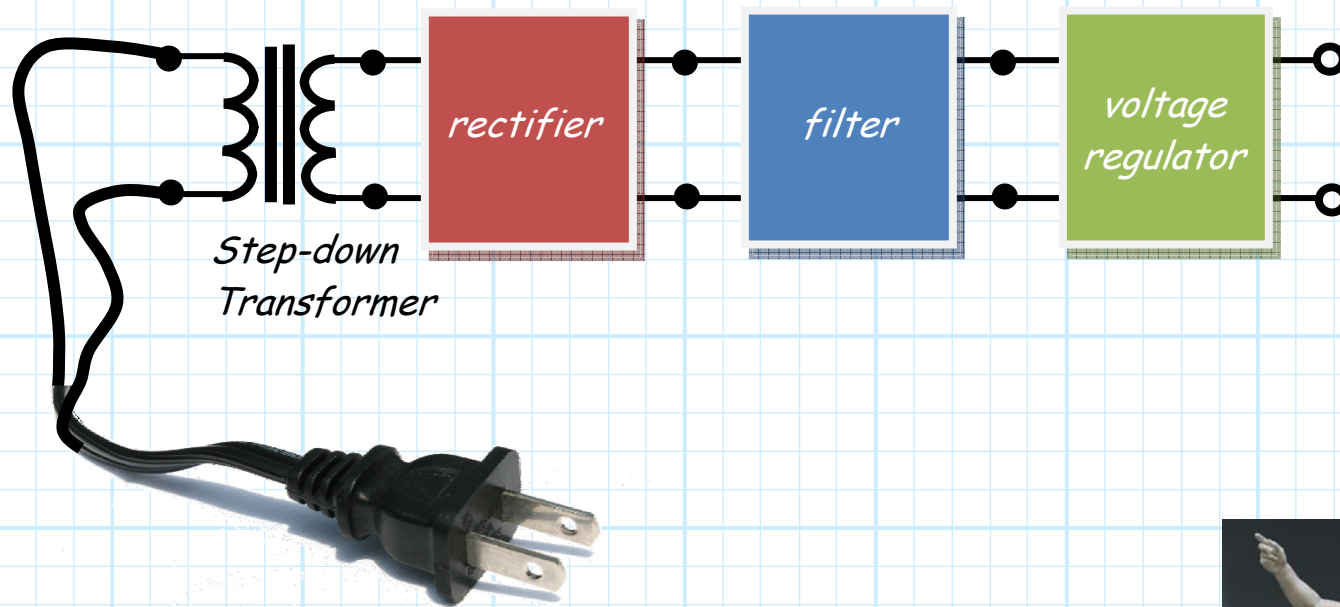 rectifier
filter
voltage
regulator
Step-down
Transformer